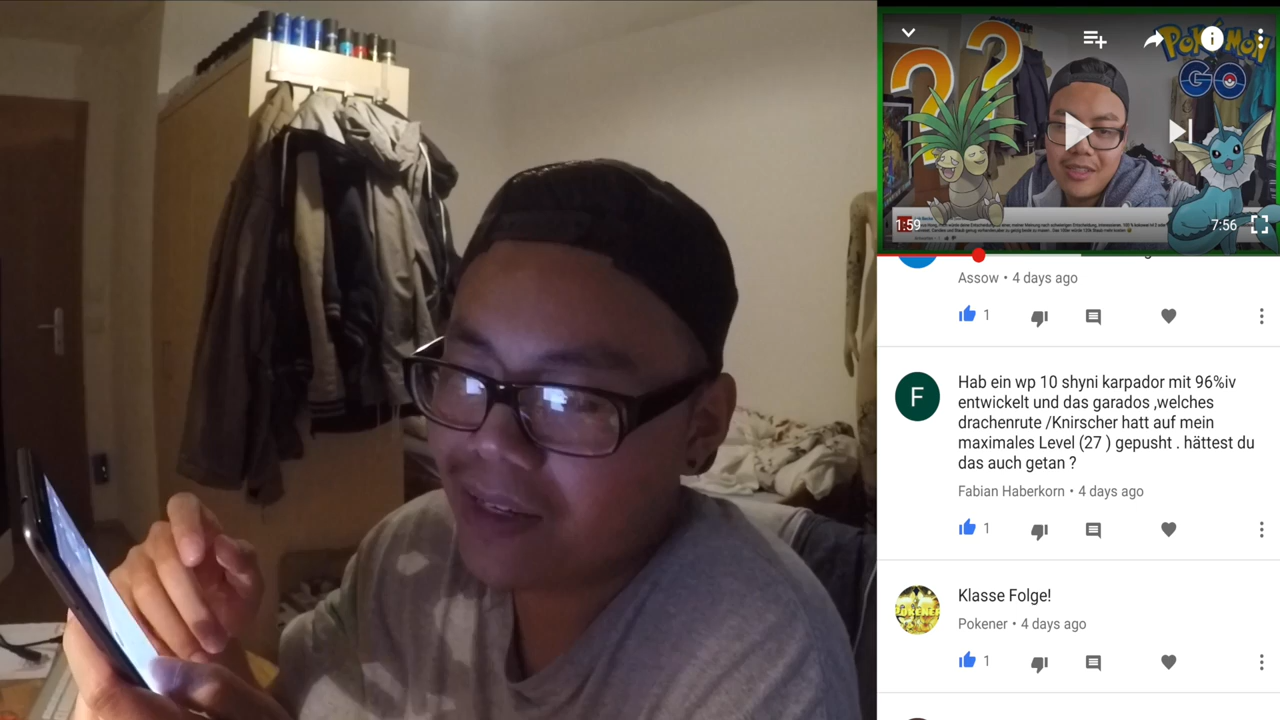 POKÉMON
GO
??
1:59
7:56
Assow • 4 days ago
1
F
Hab ein wp 10 shyni karpador mit 96%iv
entwickelt und das garados ,welches
drachenrute /Knirscher hatt auf mein
maximales Level (27 ) gepusht . hättest du
das auch getan ?
Fabian Haberkorn • 4 days ago
1
Klasse Folge!
POKENER
Pokener • 4 days ago
1